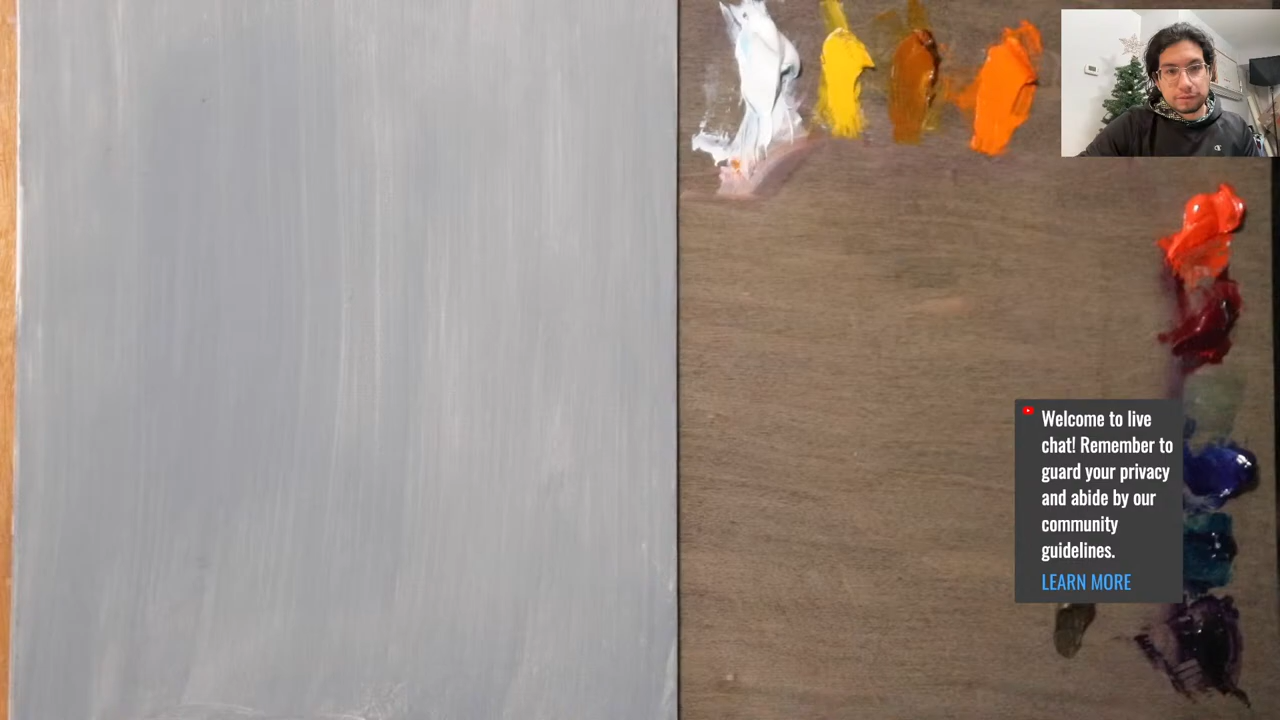 Welcome to live
chat! Remember to
guard your privacy
and abide by our
community
guidelines.
LEARN MORE